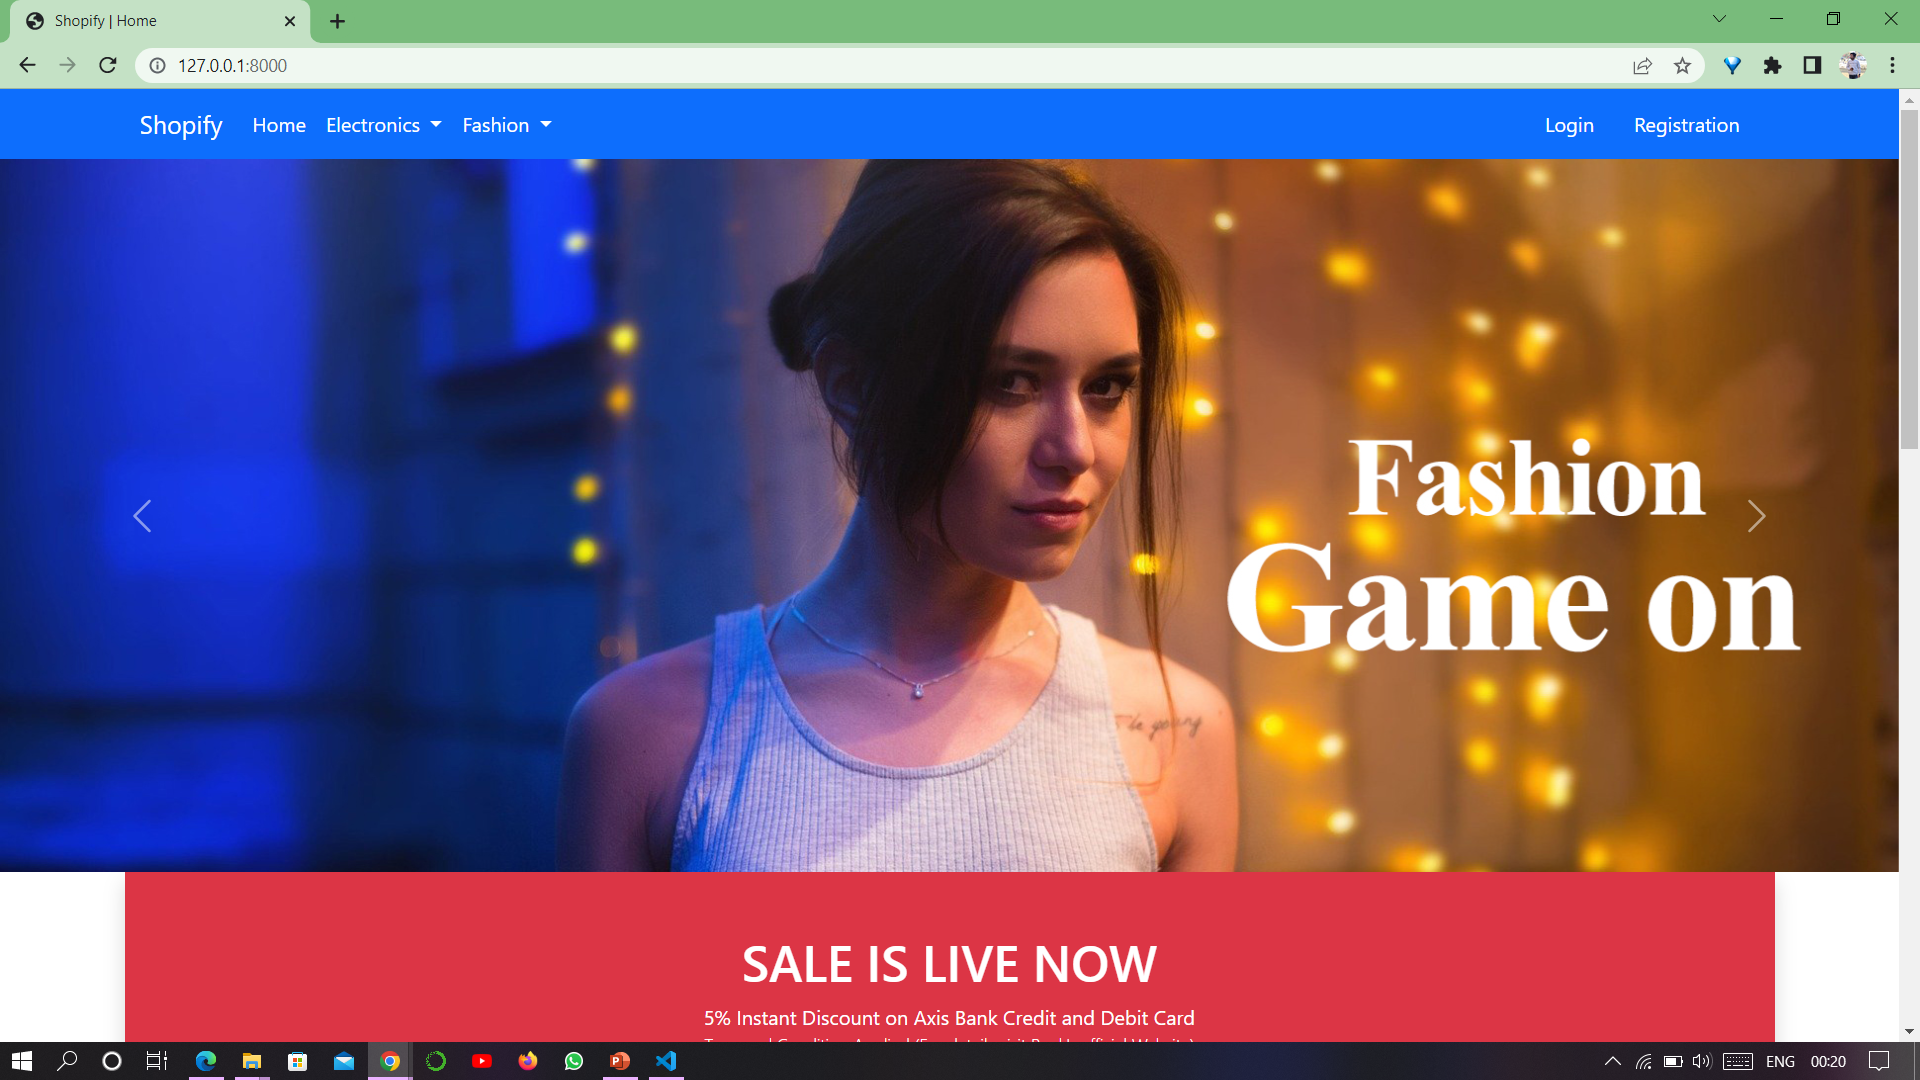 Shopify | Home
127.0.0.1:8000
Shopify Home Electronics Fashion Login Registration
Fashion
Game on
SALE IS LIVE NOW
5% Instant Discount on Axis Bank Credit and Debit Card
ENG 00:20